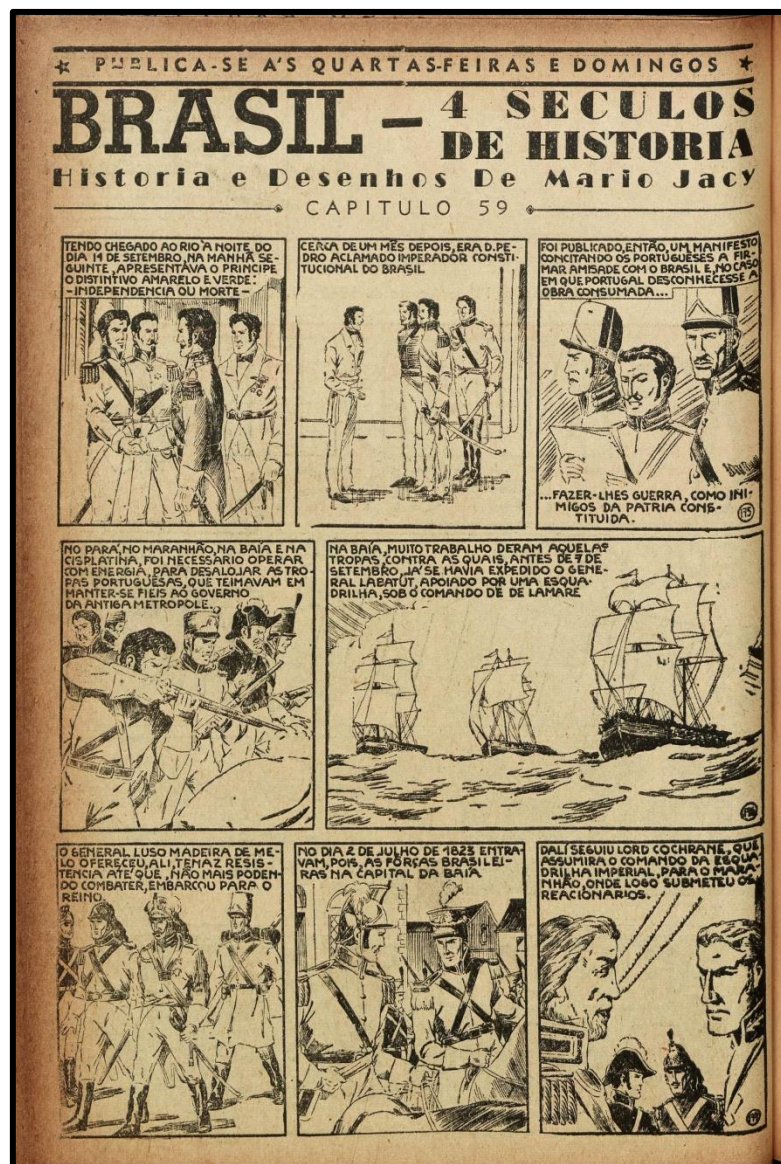 PUBLICA-SE A'S QUARTAS-FEIRAS E DOMINGOS
BRASIL – 4 SECULOS
DE HISTORIA
Historia e Desenhos De Mario Jacy
CAPITULO 59
TENDO CHEGADO AO RIO À NOITE DO
DIA 14 DE SETEMBRO, NA MANHÃ SE-
GUINTE, APRESENTAVA O PRINCIPE
O DISTINTIVO AMARELO E VERDE:
-INDEPENDENCIA OU MORTE-
CERCA DE UM MÊS DEPOIS, ERA D. PE-
DRO ACLAMADO IMPERADOR CONSTI-
TUCIONAL DO BRASIL
FOI PUBLICADO, ENTÃO, UM MANIFESTO
CONCITANDO OS PORTUGUÊSES A FIR-
MAR AMISADE COM O BRASIL E, NO CASO
EM QUE PORTUGAL DESCONHECESSE A
OBRA CONSUMADA...
...FAZER-LHES GUERRA, COMO INI-
MIGOS DA PATRIA CONS-
TITUIDA.
175
NO PARÁ, NO MARANHÃO, NA BAÍA E NA
CISPLATINA, FOI NECESSARIO OPERAR
COM ENERGIA, PARA DESALOJAR AS TRO-
PAS PORTUGUÊSAS, QUE TEIMAVAM EM
MANTER-SE FIEIS AO GOVERNO
DA ANTIGA METROPOLE.
NA BAÍA, MUITO TRABALHO DERAM AQUELAS
TROPAS, CONTRA AS QUAIS, ANTES DE 7 DE
SETEMBRO, JA' SE HAVIA EXPEDIDO O GENE-
RAL LABATUT, APOIADO POR UMA ESQUA-
DRILHA, SOB O COMANDO DE DE LAMARE
O GENERAL LUSO MADEIRA DE ME-
LO OFERECEU, ALI, TENAZ RESIS-
TENCIA ATÉ QUE, NÃO MAIS PODEN-
DO COMBATER, EMBARCOU PARA O
REINO.
NO DIA 2 DE JULHO DE 1823 ENTRA-
VAM, POIS, AS FÔRÇAS BRASILEI-
RAS NA CAPITAL DA BAÍA
DALÍ SEGUIU LORD COCHRANE, QUE
ASSUMIRA O COMANDO DA ESQUA-
DRILHA IMPERIAL, PARA O MARA-
NHÃO, ONDE LOGO SUBMETEU OS
REACIONARIOS.